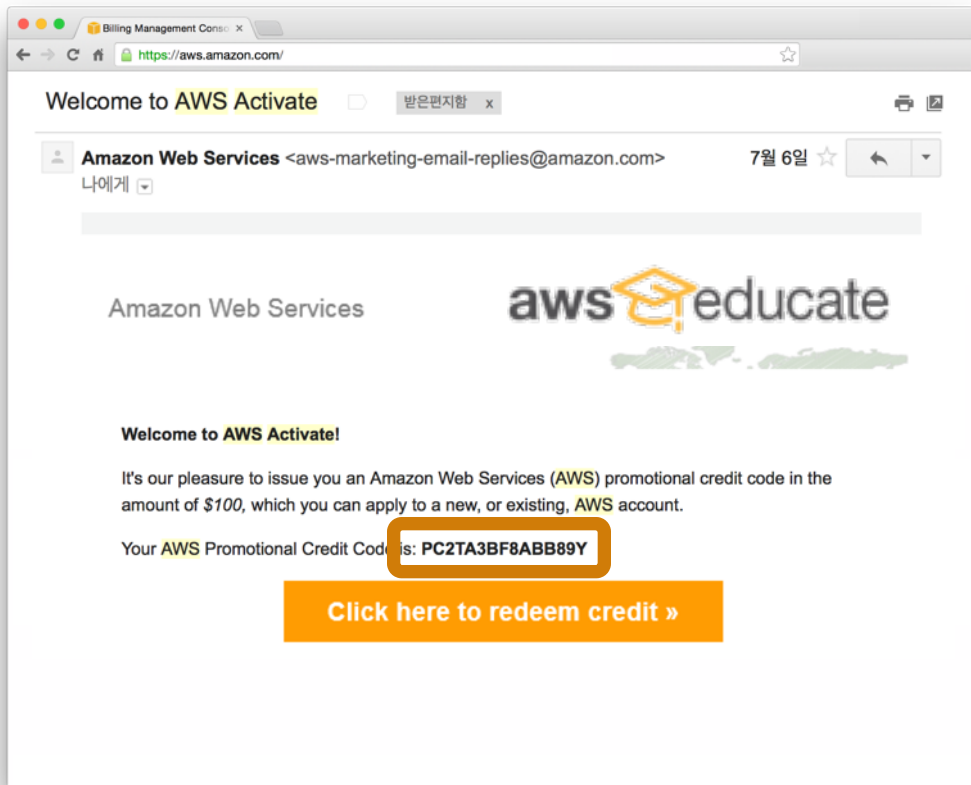 Billing Management Conso ×
https://aws.amazon.com/
Welcome to AWS Activate 받은편지함 x
Amazon Web Services <aws-marketing-email-replies@amazon.com> 7월 6일
나에게
Amazon Web Services aws educate
Welcome to AWS Activate!
It's our pleasure to issue you an Amazon Web Services (AWS) promotional credit code in the
amount of $100, which you can apply to a new, or existing, AWS account.
Your AWS Promotional Credit Code is: PC2TA3BF8ABB89Y
Click here to redeem credit »